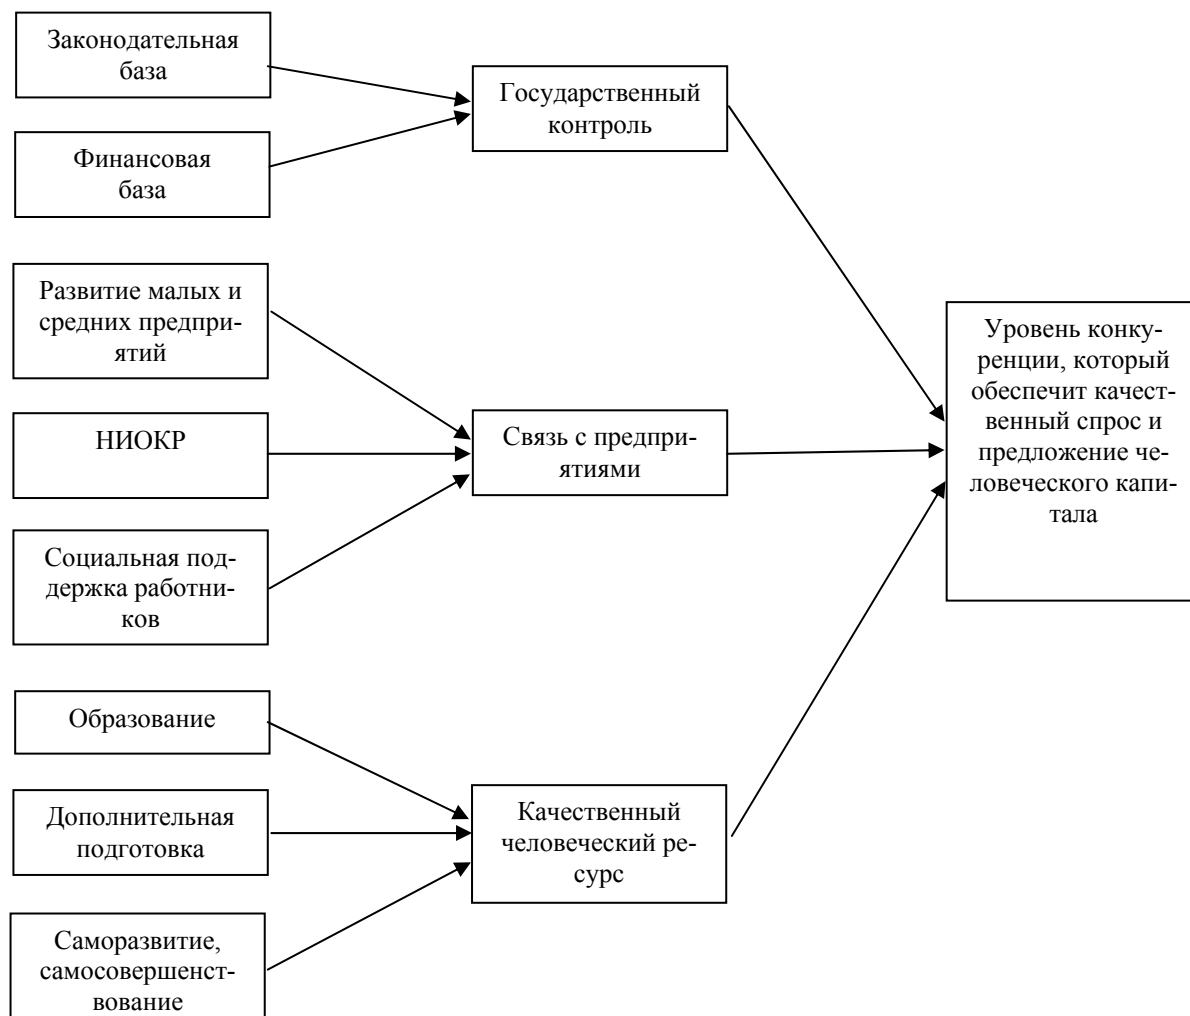 Законодательная
база
Финансовая
база
Государственный
контроль
Развитие малых и
средних предпри-
ятий
НИОКР
Социальная под-
держка работни-
ков
Связь с предпри-
ятиями
Образование
Дополнительная
подготовка
Саморазвитие,
самосовершенст-
вование
Качественный
человеческий ре-
сурс
Уровень конку-
ренции, который
обеспечит качест-
венный спрос и
предложение че-
ловеческого капи-
тала